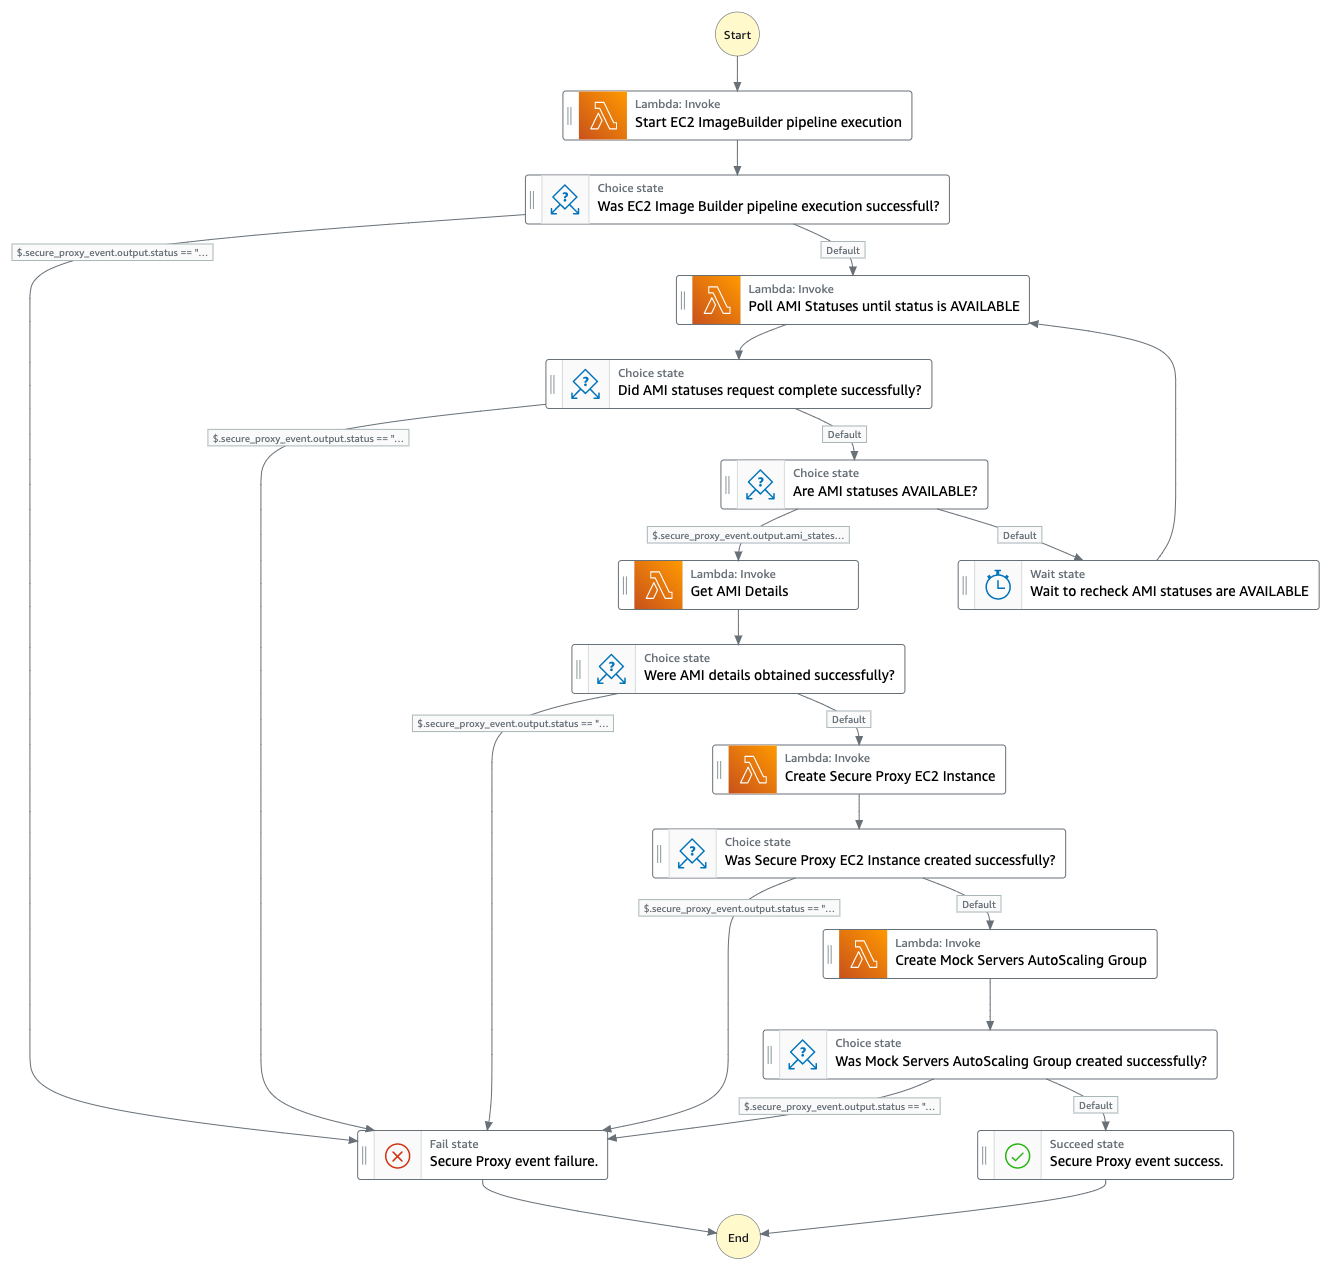 Start
Lambda: Invoke
Start EC2 ImageBuilder pipeline execution
Choice state
Was EC2 Image Builder pipeline execution successfull?
$.secure_proxy_event.output.status == "...
Default
Lambda: Invoke
Poll AMI Statuses until status is AVAILABLE
Choice state
Did AMI statuses request complete successfully?
$.secure_proxy_event.output.status == "...
Default
Choice state
Are AMI statuses AVAILABLE?
$.secure_proxy_event.output.ami_states...
Default
Lambda: Invoke
Get AMI Details
Wait state
Wait to recheck AMI statuses are AVAILABLE
Choice state
Were AMI details obtained successfully?
$.secure_proxy_event.output.status == "...
Default
Lambda: Invoke
Create Secure Proxy EC2 Instance
Choice state
Was Secure Proxy EC2 Instance created successfully?
$.secure_proxy_event.output.status == "...
Default
Lambda: Invoke
Create Mock Servers AutoScaling Group
Choice state
Was Mock Servers AutoScaling Group created successfully?
$.secure_proxy_event.output.status == "...
Default
Fail state
Secure Proxy event failure.
Succeed state
Secure Proxy event success.
End